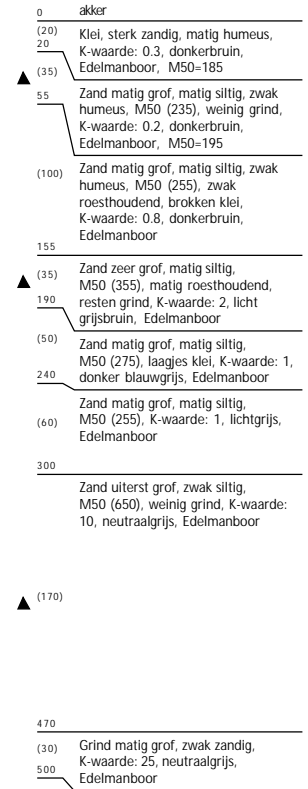 0 akker
(20) Klei, sterk zandig, matig humeus,
20 K-waarde: 0.3, donkerbruin,
Edelmanboor, M50=185
(35)
55 Zand matig grof, matig siltig, zwak
humeus, M50 (235), weinig grind,
K-waarde: 0.2, donkerbruin,
Edelmanboor, M50=195
Zand matig grof, matig siltig, zwak
(100) humeus, M50 (255), zwak
roesthoudend, brokken klei,
K-waarde: 0.8, donkerbruin,
Edelmanboor
155
(35) Zand zeer grof, matig siltig,
M50 (355), matig roesthoudend,
190 resten grind, K-waarde: 2, licht
grijsbruin, Edelmanboor
(50) Zand matig grof, matig siltig,
M50 (275), laagjes klei, K-waarde: 1,
240 donker blauwgrijs, Edelmanboor
Zand matig grof, matig siltig,
(60) M50 (255), K-waarde: 1, lichtgrijs,
Edelmanboor
300
Zand uiterst grof, zwak siltig,
M50 (650), weinig grind, K-waarde:
10, neutraalgrijs, Edelmanboor
(170)
470
(30) Grind matig grof, zwak zandig,
K-waarde: 25, neutraalgrijs,
500 Edelmanboor